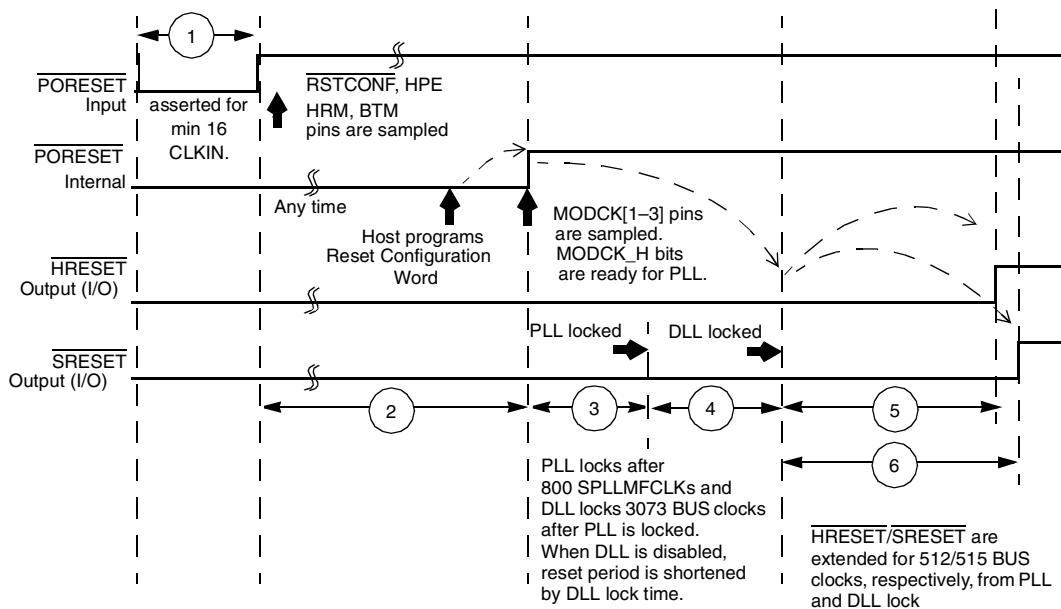 1
PORESET
Input
asserted for
min 16
CLKIN.
RSTCONF, HPE
HRM, BTM
pins are sampled
PORESET
Internal
Any time
Host programs
Reset Configuration
Word
MODCK[1–3] pins
are sampled.
MODCK_H bits
are ready for PLL.
HRESET
Output (I/O)
PLL locked
DLL locked
SRESET
Output (I/O)
2
3
4
5
6
PLL locks after
800 SPLLMFCLKs and
DLL locks 3073 BUS clocks
after PLL is locked.
When DLL is disabled,
reset period is shortened
by DLL lock time.
HRESET/SRESET are
extended for 512/515 BUS
clocks, respectively, from PLL
and DLL lock